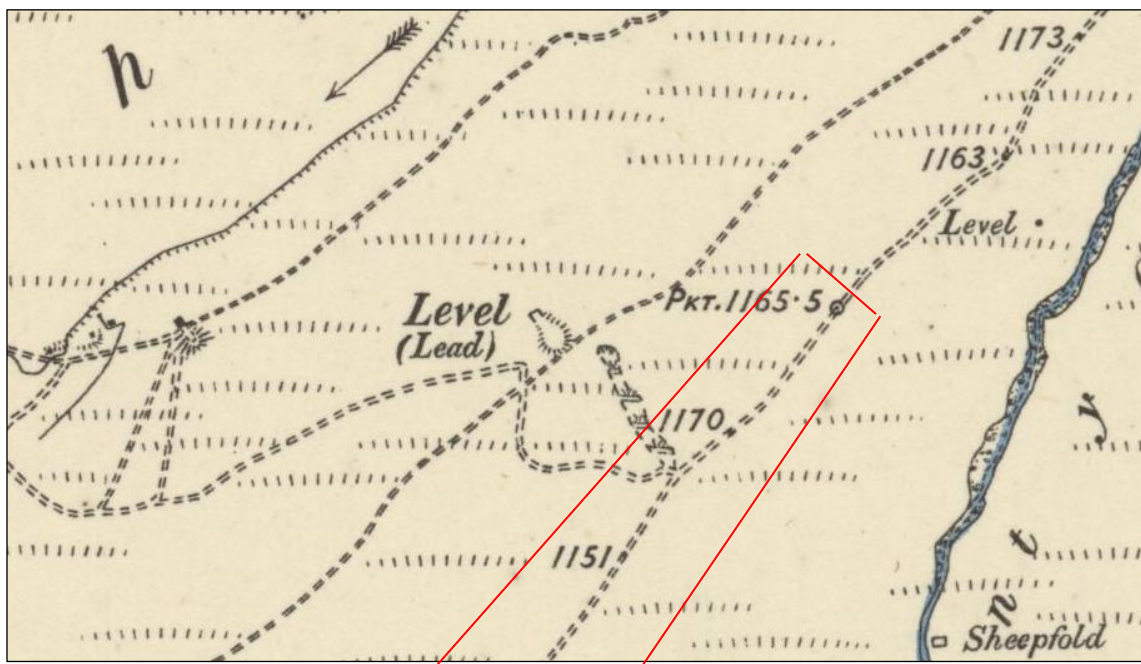 h
1173
1163
Level
PKT. 1165·5
Level
(Lead)
1170
y
1151
t
n
Sheepfold